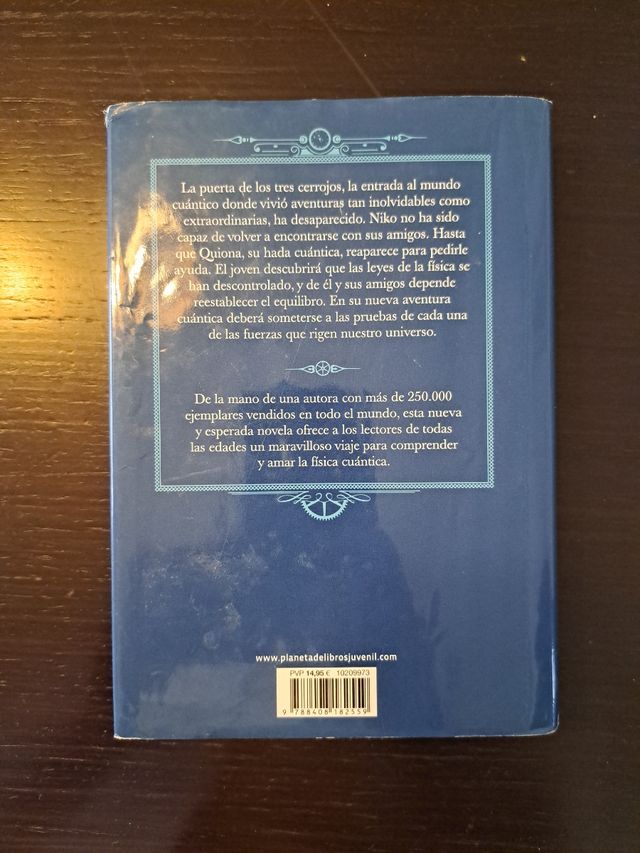 La puerta de los tres cerrojos, la entrada al mundo
cuántico donde vivió aventuras tan inolvidables como
extraordinarias, ha desaparecido. Niko no ha sido
capaz de volver a encontrarse con sus amigos. Hasta
que Quiona, su hada cuántica, reaparece para pedirle
ayuda. El joven descubrirá que las leyes de la física se
han descontrolado, y de él y sus amigos depende
reestablecer el equilibro. En su nueva aventura
cuántica deberá someterse a las pruebas de cada una
de las fuerzas que rigen nuestro universo.
De la mano de una autora con más de 250.000
ejemplares vendidos en todo el mundo, esta nueva
y esperada novela ofrece a los lectores de todas
las edades un maravilloso viaje para comprender
y amar la física cuántica.
www.planetadelibrosjuvenil.com
PVP 14,95 € 10209973
9 788408 182559